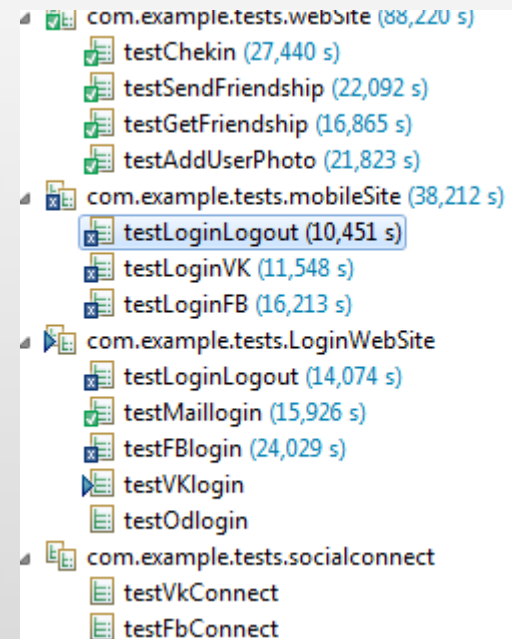 com.example.tests.webSite (88,220 s)
testChekin (27,440 s)
testSendFriendship (22,092 s)
testGetFriendship (16,865 s)
testAddUserPhoto (21,823 s)
com.example.tests.mobileSite (38,212 s)
testLoginLogout (10,451 s)
testLoginVK (11,548 s)
testLoginFB (16,213 s)
com.example.tests.LoginWebSite
testLoginLogout (14,074 s)
testMaillogin (15,926 s)
testFBlogin (24,029 s)
testVKlogin
testOdlogin
com.example.tests.socialconnect
testVkConnect
testFbConnect